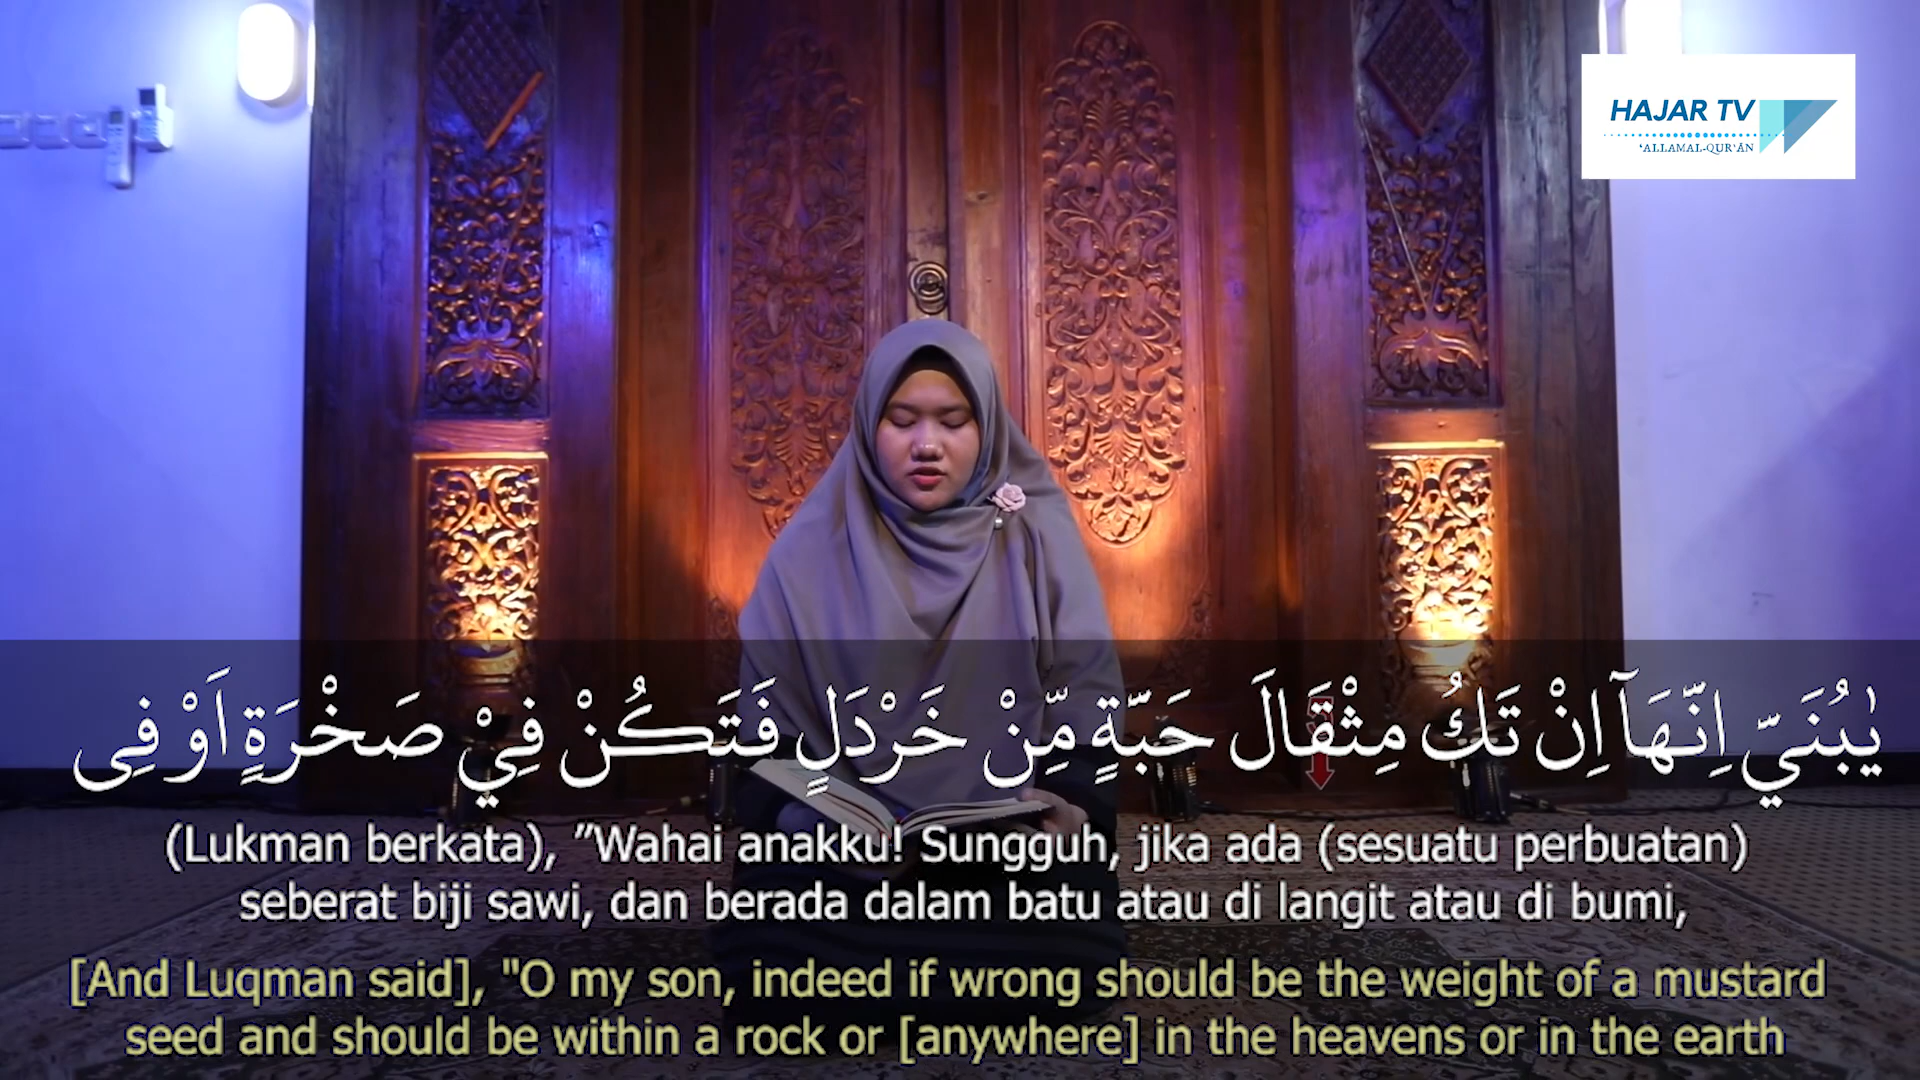 HAJAR TV
'ALLAMAL-QUR'ĀN
يٰبُنَيَّ اِنَّهَآ اِنْ تَكُ مِثْقَالَ حَبَّةٍ مِّنْ خَرْدَلٍ فَتَكُنْ فِيْ صَخْرَةٍ اَوْ فِى
(Lukman berkata), ”Wahai anakku! Sungguh, jika ada (sesuatu perbuatan)
seberat biji sawi, dan berada dalam batu atau di langit atau di bumi,
[And Luqman said], "O my son, indeed if wrong should be the weight of a mustard
seed and should be within a rock or [anywhere] in the heavens or in the earth